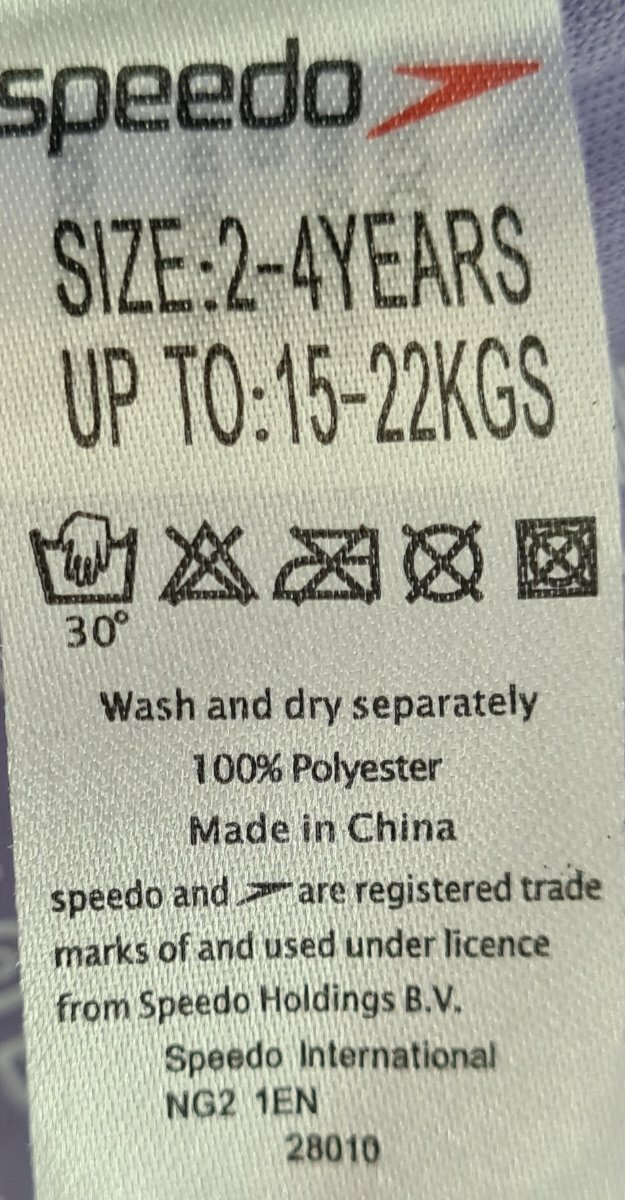 speedo
SIZE:2-4YEARS
UP TO:15-22KGS
30°
Wash and dry separately
100% Polyester
Made in China
speedo and are registered trade
marks of and used under licence
from Speedo Holdings B.V.
Speedo International
NG2 1EN
28010